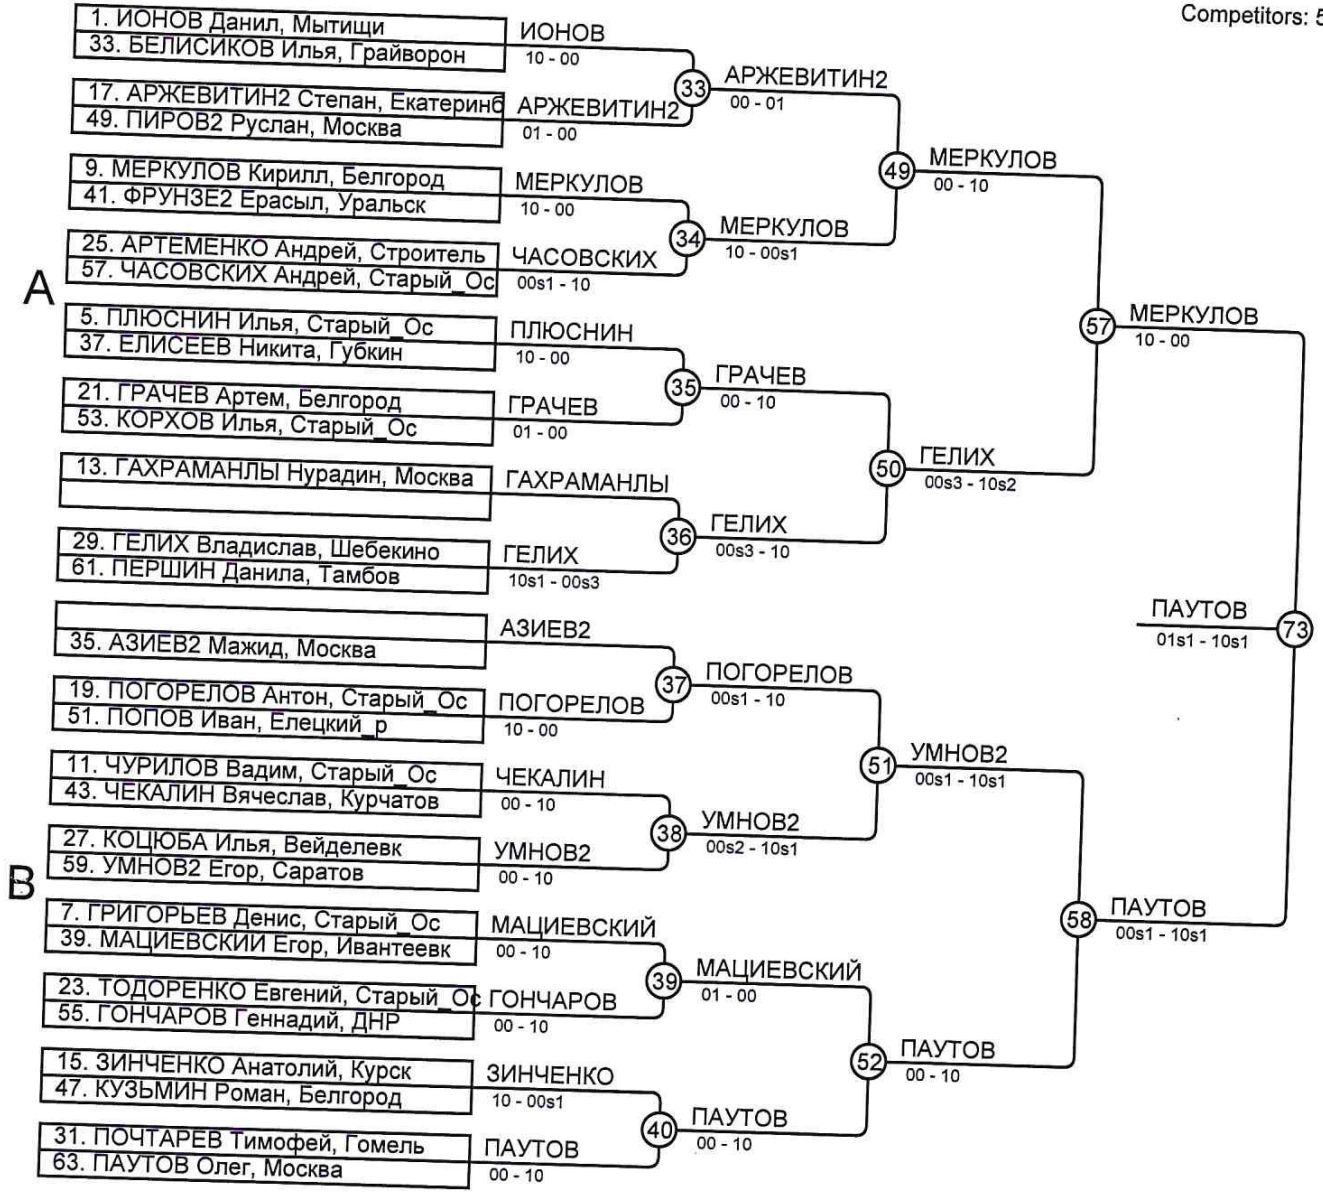 Competitors: 5
1. ИОНОВ Данил, Мытищи
33. БЕЛИСИКОВ Илья, Грайворон
ИОНОВ
10 - 00
33
АРЖЕВИТИН2
00 - 01
17. АРЖЕВИТИН2 Степан, Екатеринб
49. ПИРОВ2 Руслан, Москва
АРЖЕВИТИН2
01 - 00
49
МЕРКУЛОВ
00 - 10
9. МЕРКУЛОВ Кирилл, Белгород
41. ФРУНЗЕ2 Ерасыл, Уральск
МЕРКУЛОВ
10 - 00
34
МЕРКУЛОВ
10 - 00s1
25. АРТЕМЕНКО Андрей, Строитель
57. ЧАСОВСКИХ Андрей, Старый_Ос
ЧАСОВСКИХ
00s1 - 10
A
57
МЕРКУЛОВ
10 - 00
5. ПЛЮСНИН Илья, Старый_Ос
37. ЕЛИСЕЕВ Никита, Губкин
ПЛЮСНИН
10 - 00
35
ГРАЧЕВ
00 - 10
21. ГРАЧЕВ Артем, Белгород
53. КОРХОВ Илья, Старый_Ос
ГРАЧЕВ
01 - 00
50
ГЕЛИХ
00s3 - 10s2
13. ГАХРАМАНЛЫ Нурадин, Москва
ГАХРАМАНЛЫ
36
ГЕЛИХ
00s3 - 10
29. ГЕЛИХ Владислав, Шебекино
61. ПЕРШИН Данила, Тамбов
ГЕЛИХ
10s1 - 00s3
ПАУТОВ
01s1 - 10s1
73
35. АЗИЕВ2 Мажид, Москва
АЗИЕВ2
37
ПОГОРЕЛОВ
00s1 - 10
19. ПОГОРЕЛОВ Антон, Старый_Ос
51. ПОПОВ Иван, Елецкий_р
ПОГОРЕЛОВ
10 - 00
51
УМНОВ2
00s1 - 10s1
11. ЧУРИЛОВ Вадим, Старый_Ос
43. ЧЕКАЛИН Вячеслав, Курчатов
ЧЕКАЛИН
00 - 10
38
УМНОВ2
00s2 - 10s1
27. КОЦЮБА Илья, Вейделевк
59. УМНОВ2 Егор, Саратов
УМНОВ2
00 - 10
B
58
ПАУТОВ
00s1 - 10s1
7. ГРИГОРЬЕВ Денис, Старый_Ос
39. МАЦИЕВСКИЙ Егор, Ивантеевк
МАЦИЕВСКИЙ
00 - 10
39
МАЦИЕВСКИЙ
01 - 00
23. ТОДОРЕНКО Евгений, Старый_Ос
55. ГОНЧАРОВ Геннадий, ДНР
ГОНЧАРОВ
00 - 10
52
ПАУТОВ
00 - 10
15. ЗИНЧЕНКО Анатолий, Курск
47. КУЗЬМИН Роман, Белгород
ЗИНЧЕНКО
10 - 00s1
40
ПАУТОВ
00 - 10
31. ПОЧТАРЕВ Тимофей, Гомель
63. ПАУТОВ Олег, Москва
ПАУТОВ
00 - 10